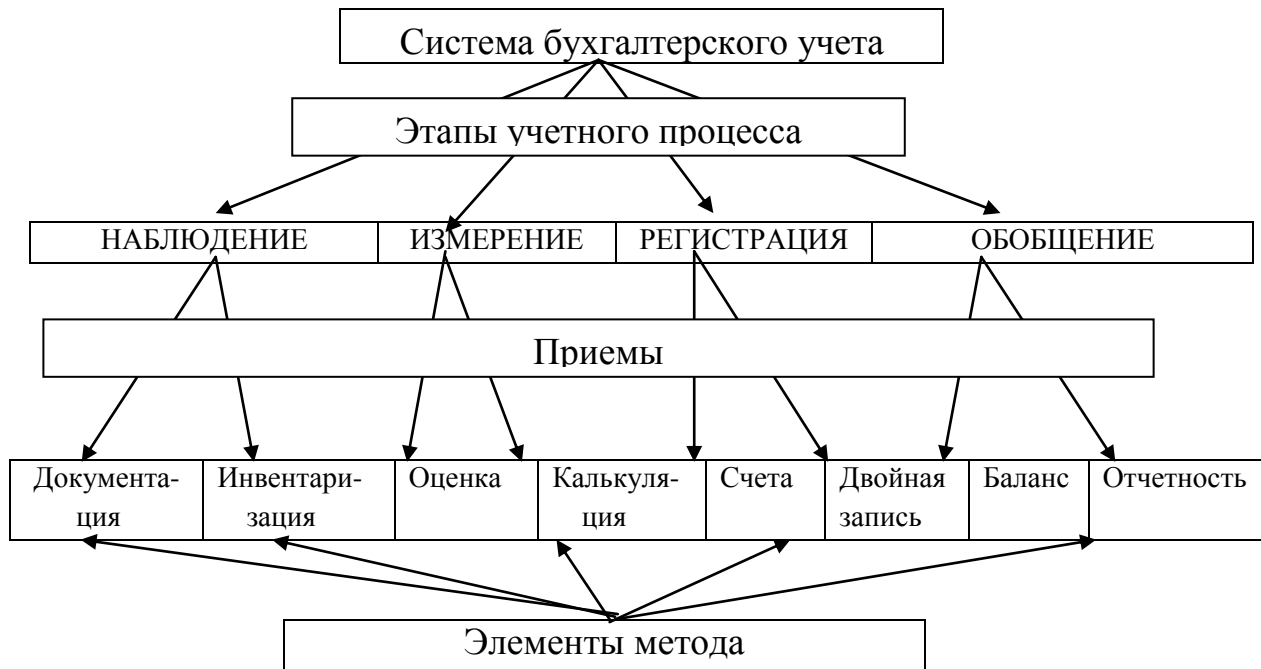 Система бухгалтерского учета
Этапы учетного процесса
НАБЛЮДЕНИЕ ИЗМЕРЕНИЕ РЕГИСТРАЦИЯ ОБОБЩЕНИЕ
Приемы
Документа- Инвентари- Оценка Калькуля- Счета Двойная Баланс Отчетность
ция зация ция запись
Элементы метода